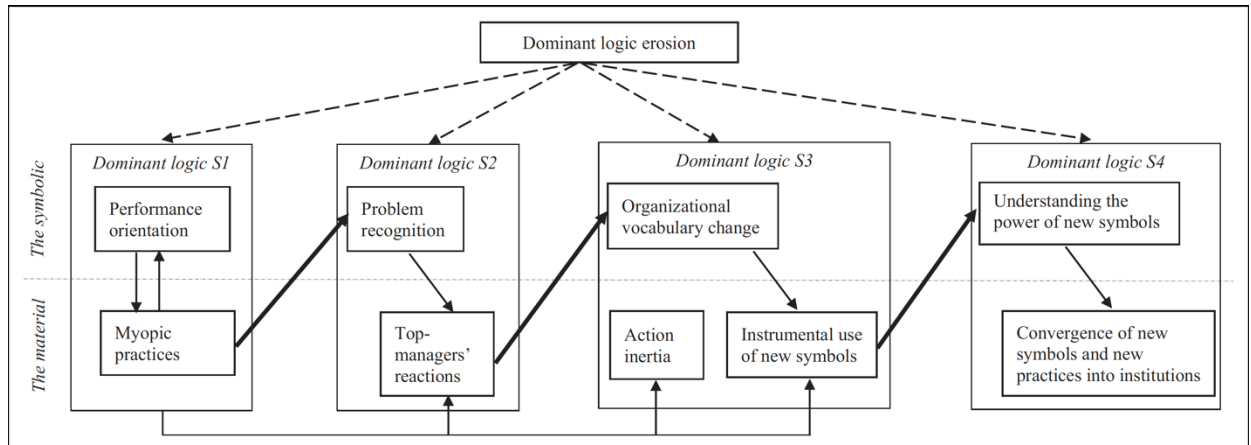 Dominant logic erosion
The symbolic
The material
Dominant logic S1
Performance
orientation
Myopic
practices
Dominant logic S2
Problem
recognition
Top-
managers’
reactions
Dominant logic S3
Organizational
vocabulary change
Action
inertia
Instrumental use
of new symbols
Dominant logic S4
Understanding the
power of new symbols
Convergence of new
symbols and new
practices into institutions